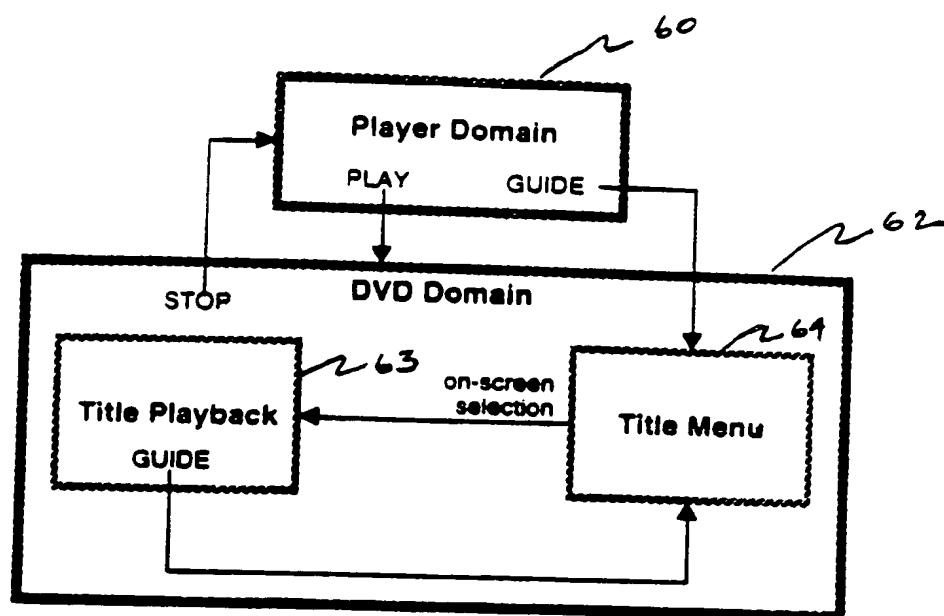 60
Player Domain
PLAY
GUIDE
62
STOP
DVD Domain
64
63
on-screen
selection
Title Playback
GUIDE
Title Menu